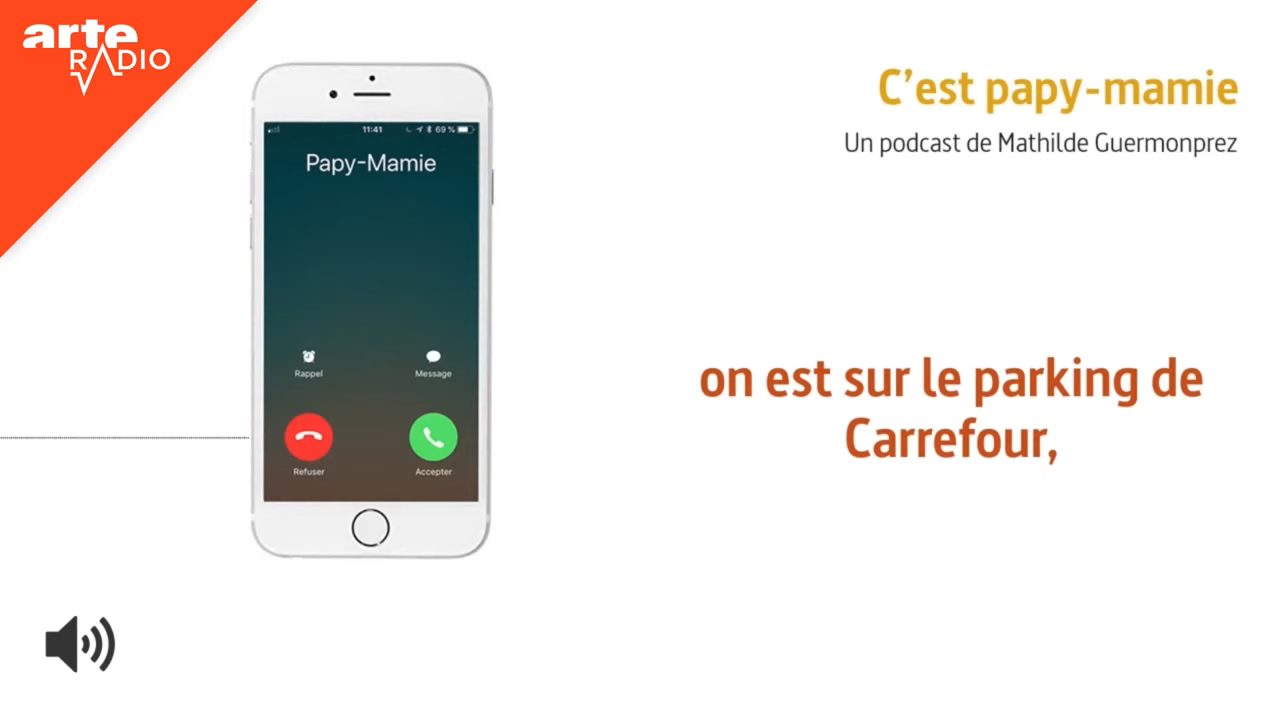 arte
RADIO
C'est papy-mamie
Un podcast de Mathilde Guermonprez
11:41
69 %
Papy-Mamie
Rappel
Message
Refuser
Accepter
on est sur le parking de
Carrefour,